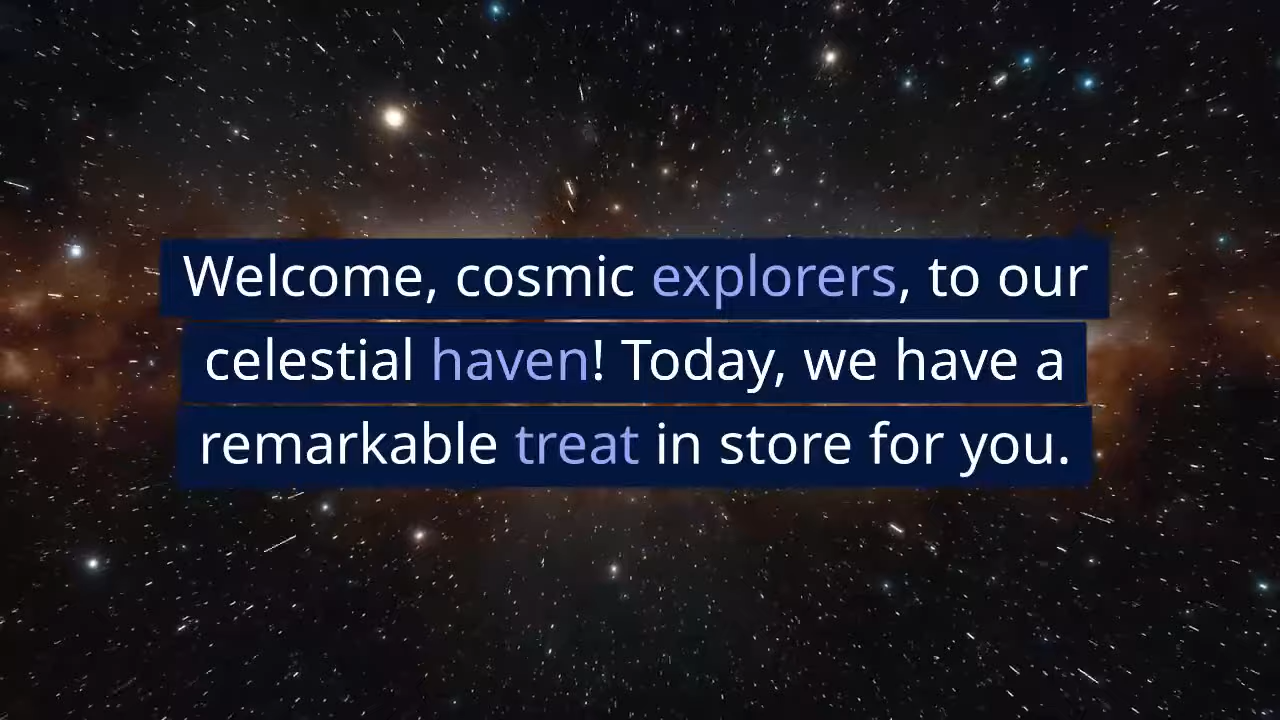 Welcome, cosmic explorers, to our
celestial haven! Today, we have a
remarkable treat in store for you.